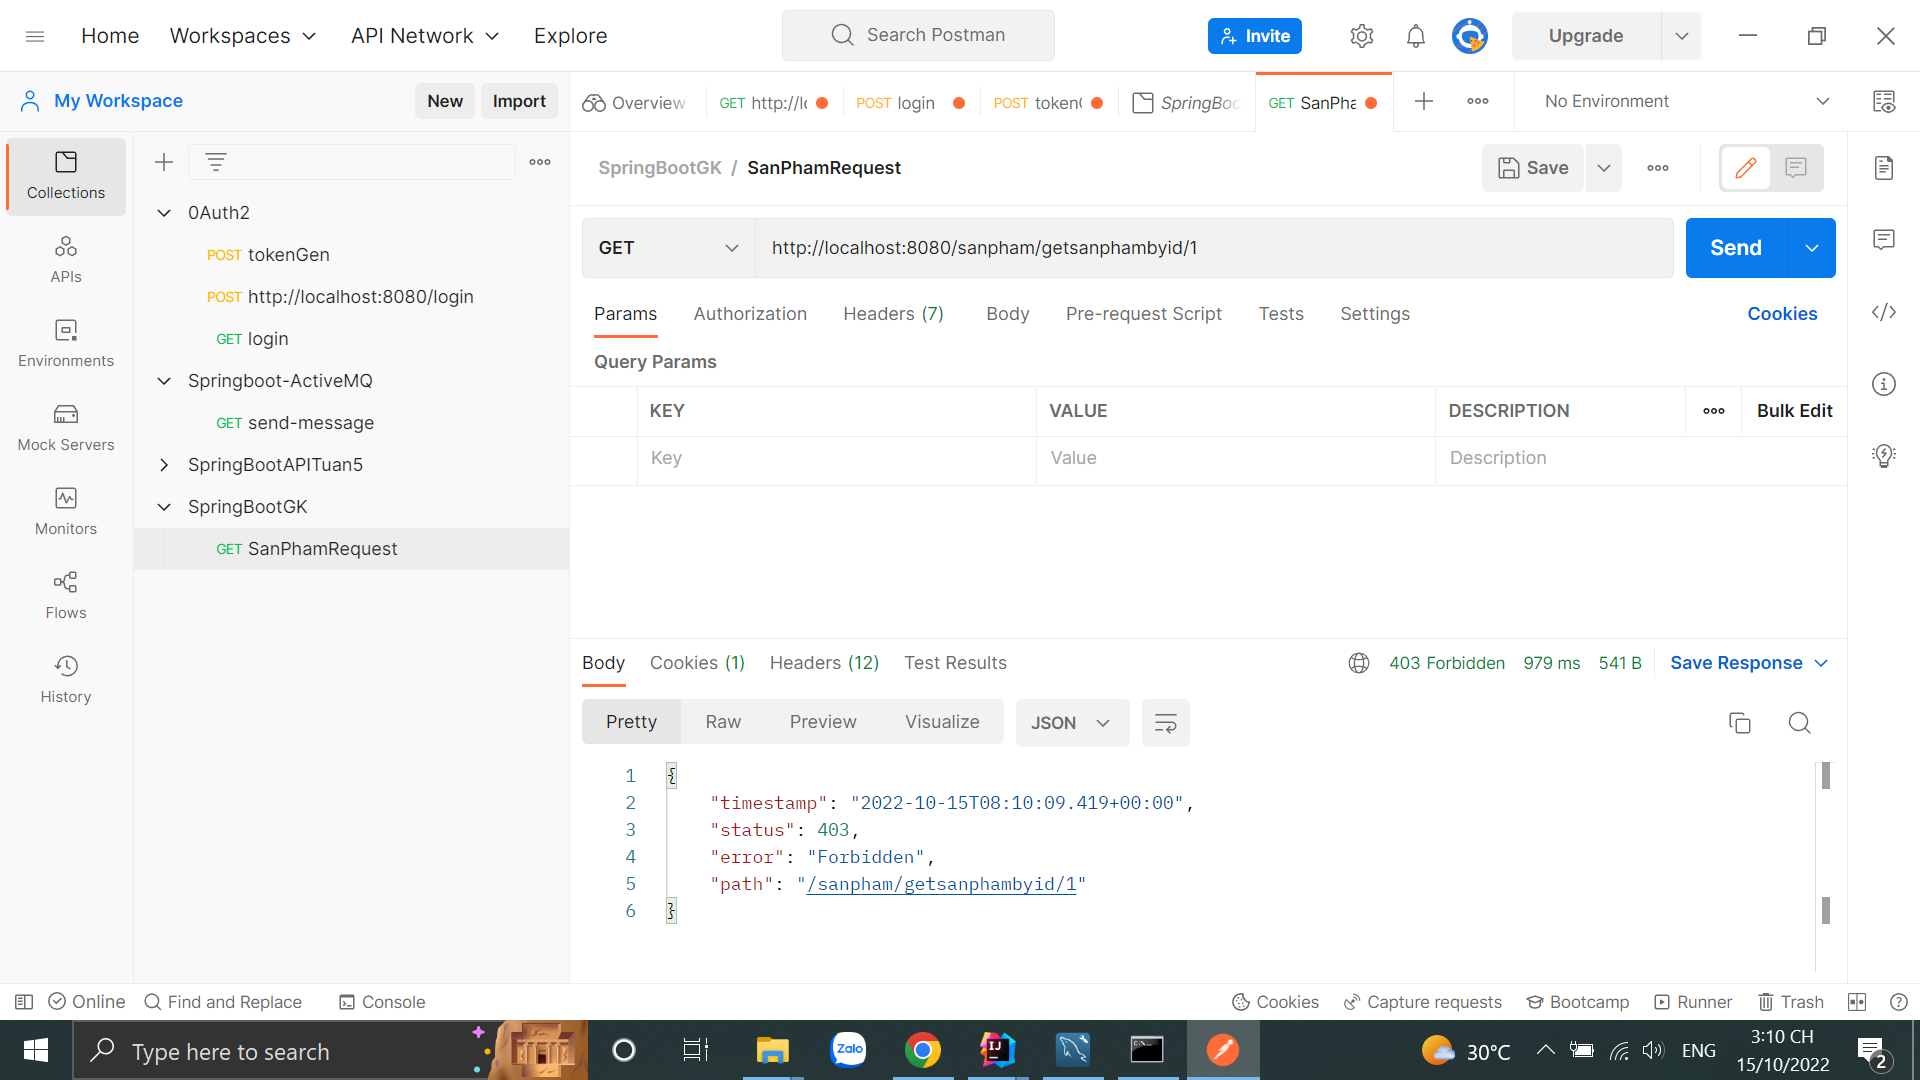 Home
Workspaces
API Network
Explore
Search Postman
Invite
Upgrade
My Workspace
New
Import
Overview
GET http://l
POST login
POST token
SpringBoo
GET SanPha
No Environment
Collections
APIs
Environments
Mock Servers
Monitors
Flows
History
0Auth2
POST tokenGen
POST http://localhost:8080/login
GET login
Springboot-ActiveMQ
GET send-message
SpringBootAPITuan5
SpringBootGK
GET SanPhamRequest
SpringBootGK / SanPhamRequest
Save
GET
http://localhost:8080/sanpham/getsanphambyid/1
Send
Params
Authorization
Headers (7)
Body
Pre-request Script
Tests
Settings
Cookies
Query Params
KEY
VALUE
DESCRIPTION
Bulk Edit
Key
Value
Description
Body
Cookies (1)
Headers (12)
Test Results
403 Forbidden
979 ms
541 B
Save Response
Pretty
Raw
Preview
Visualize
JSON
1 {
2 "timestamp": "2022-10-15T08:10:09.419+00:00",
3 "status": 403,
4 "error": "Forbidden",
5 "path": "/sanpham/getsanphambyid/1"
6 }
Online
Find and Replace
Console
Cookies
Capture requests
Bootcamp
Runner
Trash
Type here to search
Zalo
IJ
30°C
ENG
3:10 CH
15/10/2022
2